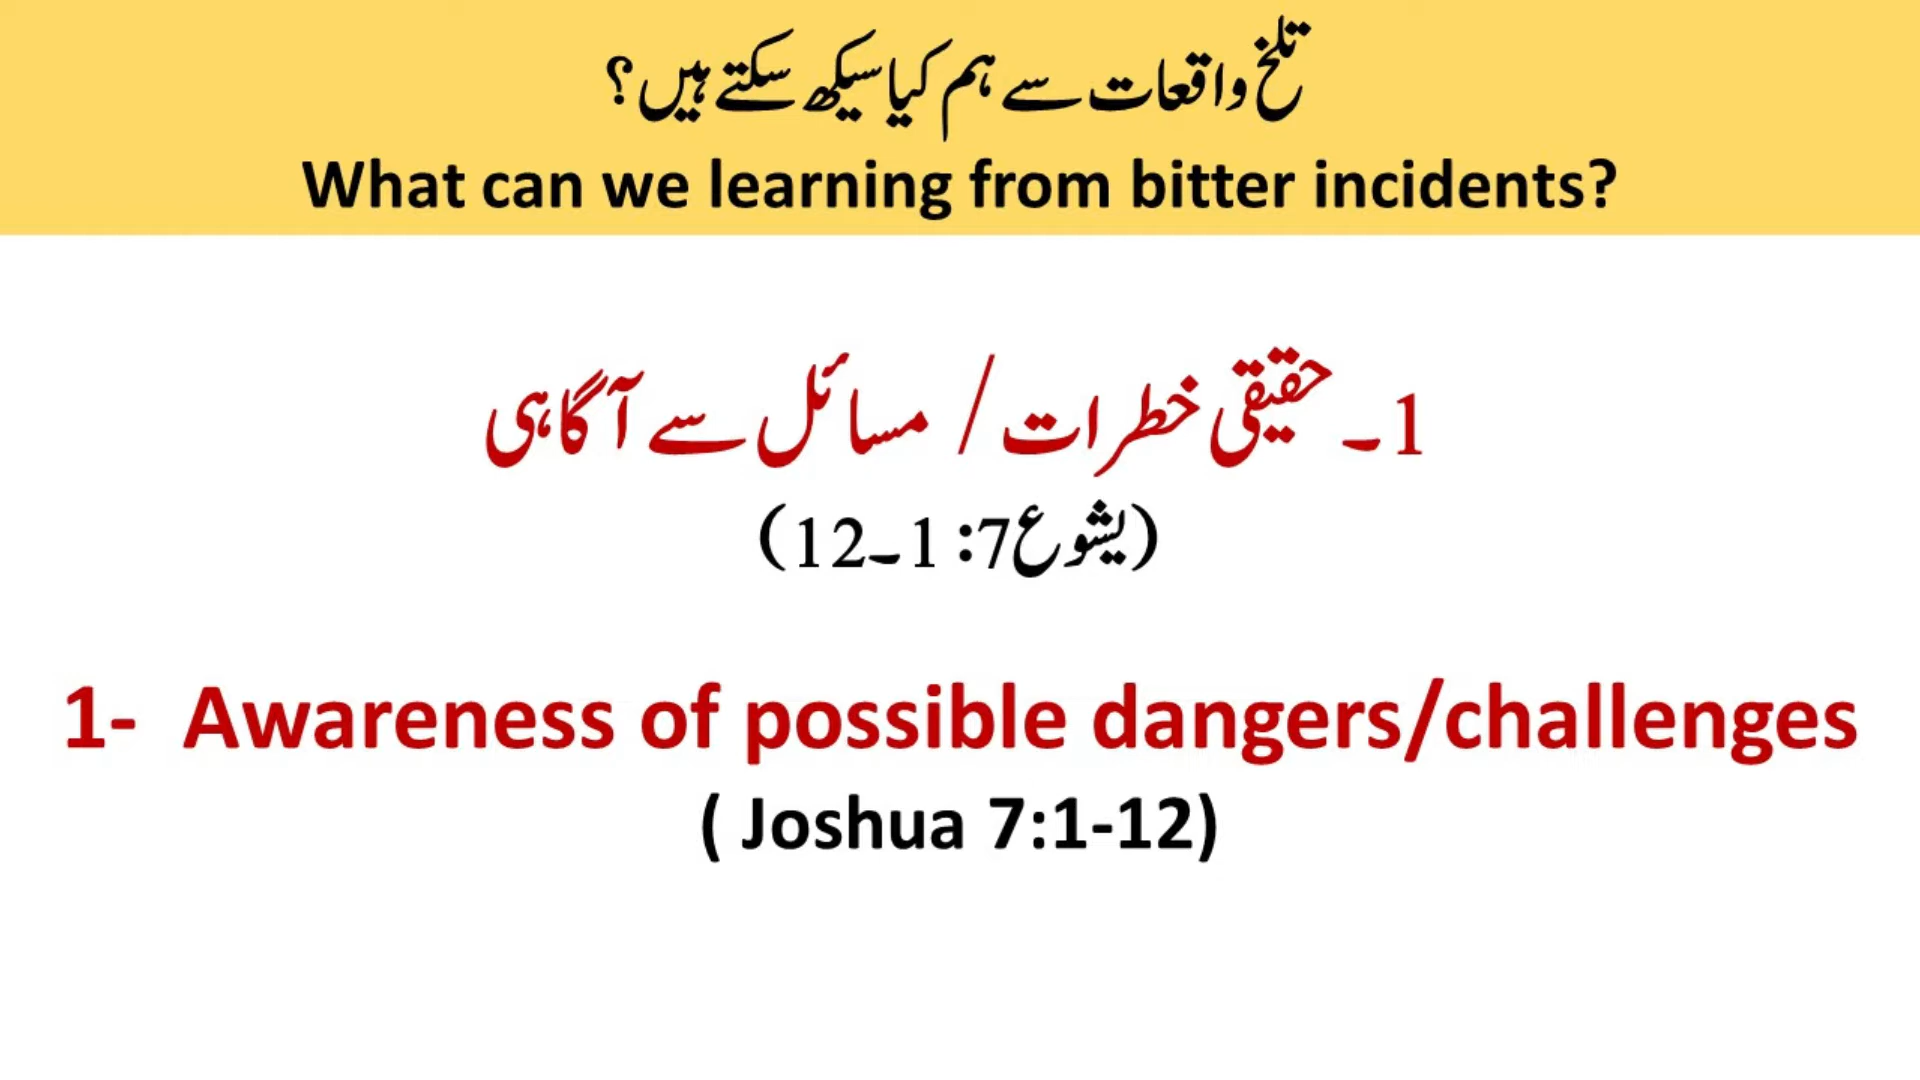 تلخ واقعات سے ہم کیا سیکھ سکتے ہیں؟
What can we learning from bitter incidents?
1۔ حقیقی خطرات / مسائل سے آگاہی
(یشوع 7: 1۔12)
1- Awareness of possible dangers/challenges
( Joshua 7:1-12)